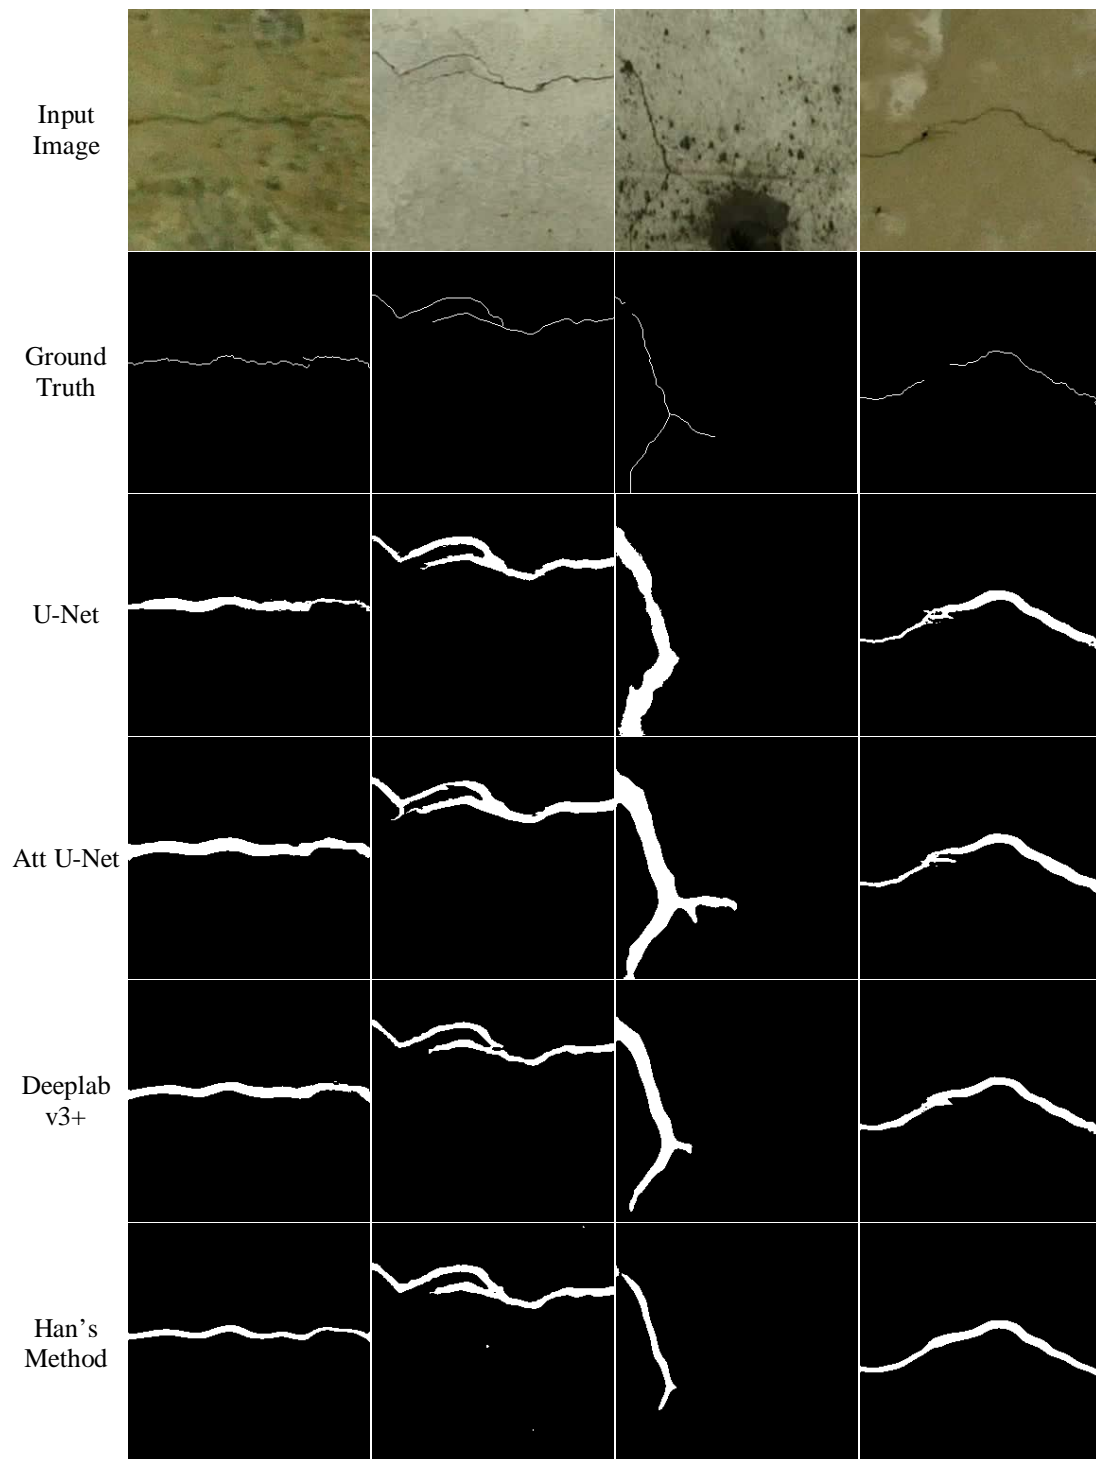 Input
Image
Ground
Truth
U-Net
Att U-Net
Deeplab
v3+
Han's
Method